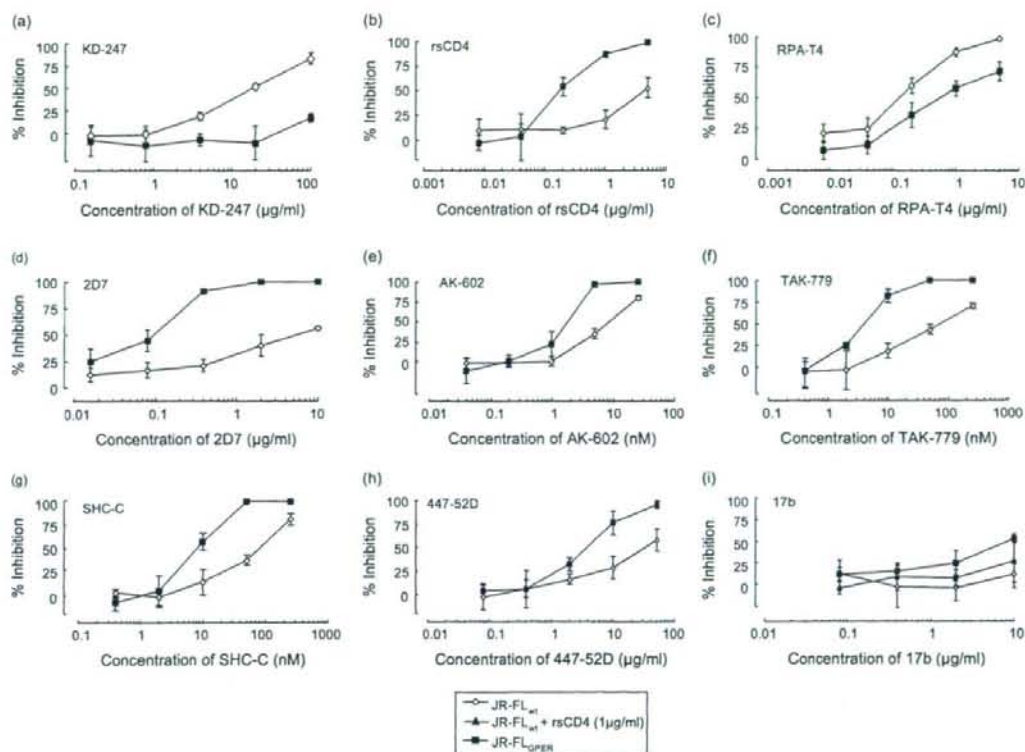 (a)
KD-247
% Inhibition
100
75
50
25
0
0.1
1
10
100
Concentration of KD-247 (µg/ml)
(b)
rsCD4
% Inhibition
100
75
50
25
0
0.001
0.01
0.1
1
10
Concentration of rsCD4 (µg/ml)
(c)
RPA-T4
% Inhibition
100
75
50
25
0
0.001
0.01
0.1
1
10
Concentration of RPA-T4 (µg/ml)
(d)
2D7
% Inhibition
100
75
50
25
0
0.01
0.1
1
10
Concentration of 2D7 (µg/ml)
(e)
AK-602
% Inhibition
100
75
50
25
0
0.01
0.1
1
10
100
Concentration of AK-602 (nM)
(f)
TAK-779
% Inhibition
100
75
50
25
0
0.1
1
10
100
1000
Concentration of TAK-779 (nM)
(g)
SHC-C
% Inhibition
100
75
50
25
0
0.1
1
10
100
1000
Concentration of SHC-C (nM)
(h)
447-52D
% Inhibition
100
75
50
25
0
0.01
0.1
1
10
100
Concentration of 447-52D (µg/ml)
(i)
17b
% Inhibition
100
75
50
25
0
0.01
0.1
1
10
Concentration of 17b (µg/ml)
JR-FLwt
JR-FLwt + rsCD4 (1µg/ml)
JR-FLGPER